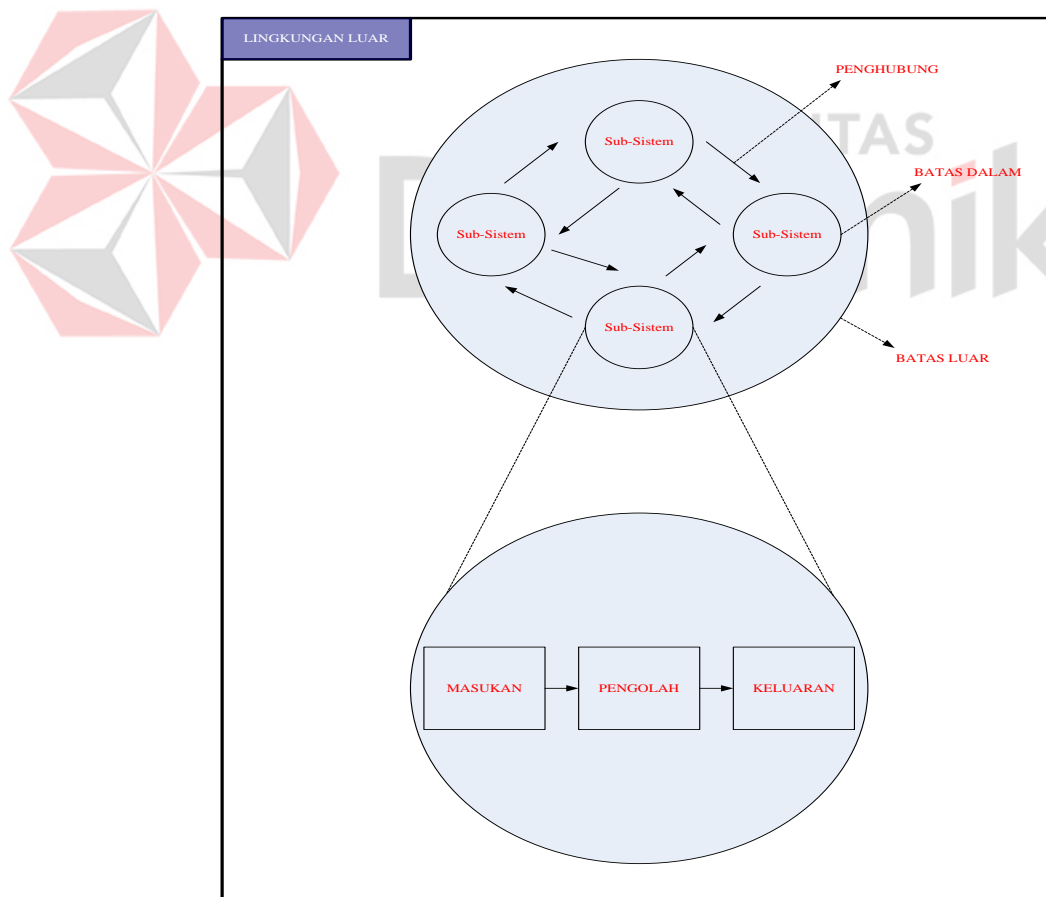 LINGKUNGAN LUAR
PENGHUBUNG
Sub-Sistem
BATAS DALAM
Sub-Sistem
Sub-Sistem
Sub-Sistem
BATAS LUAR
MASUKAN
PENGOLAH
KELUARAN